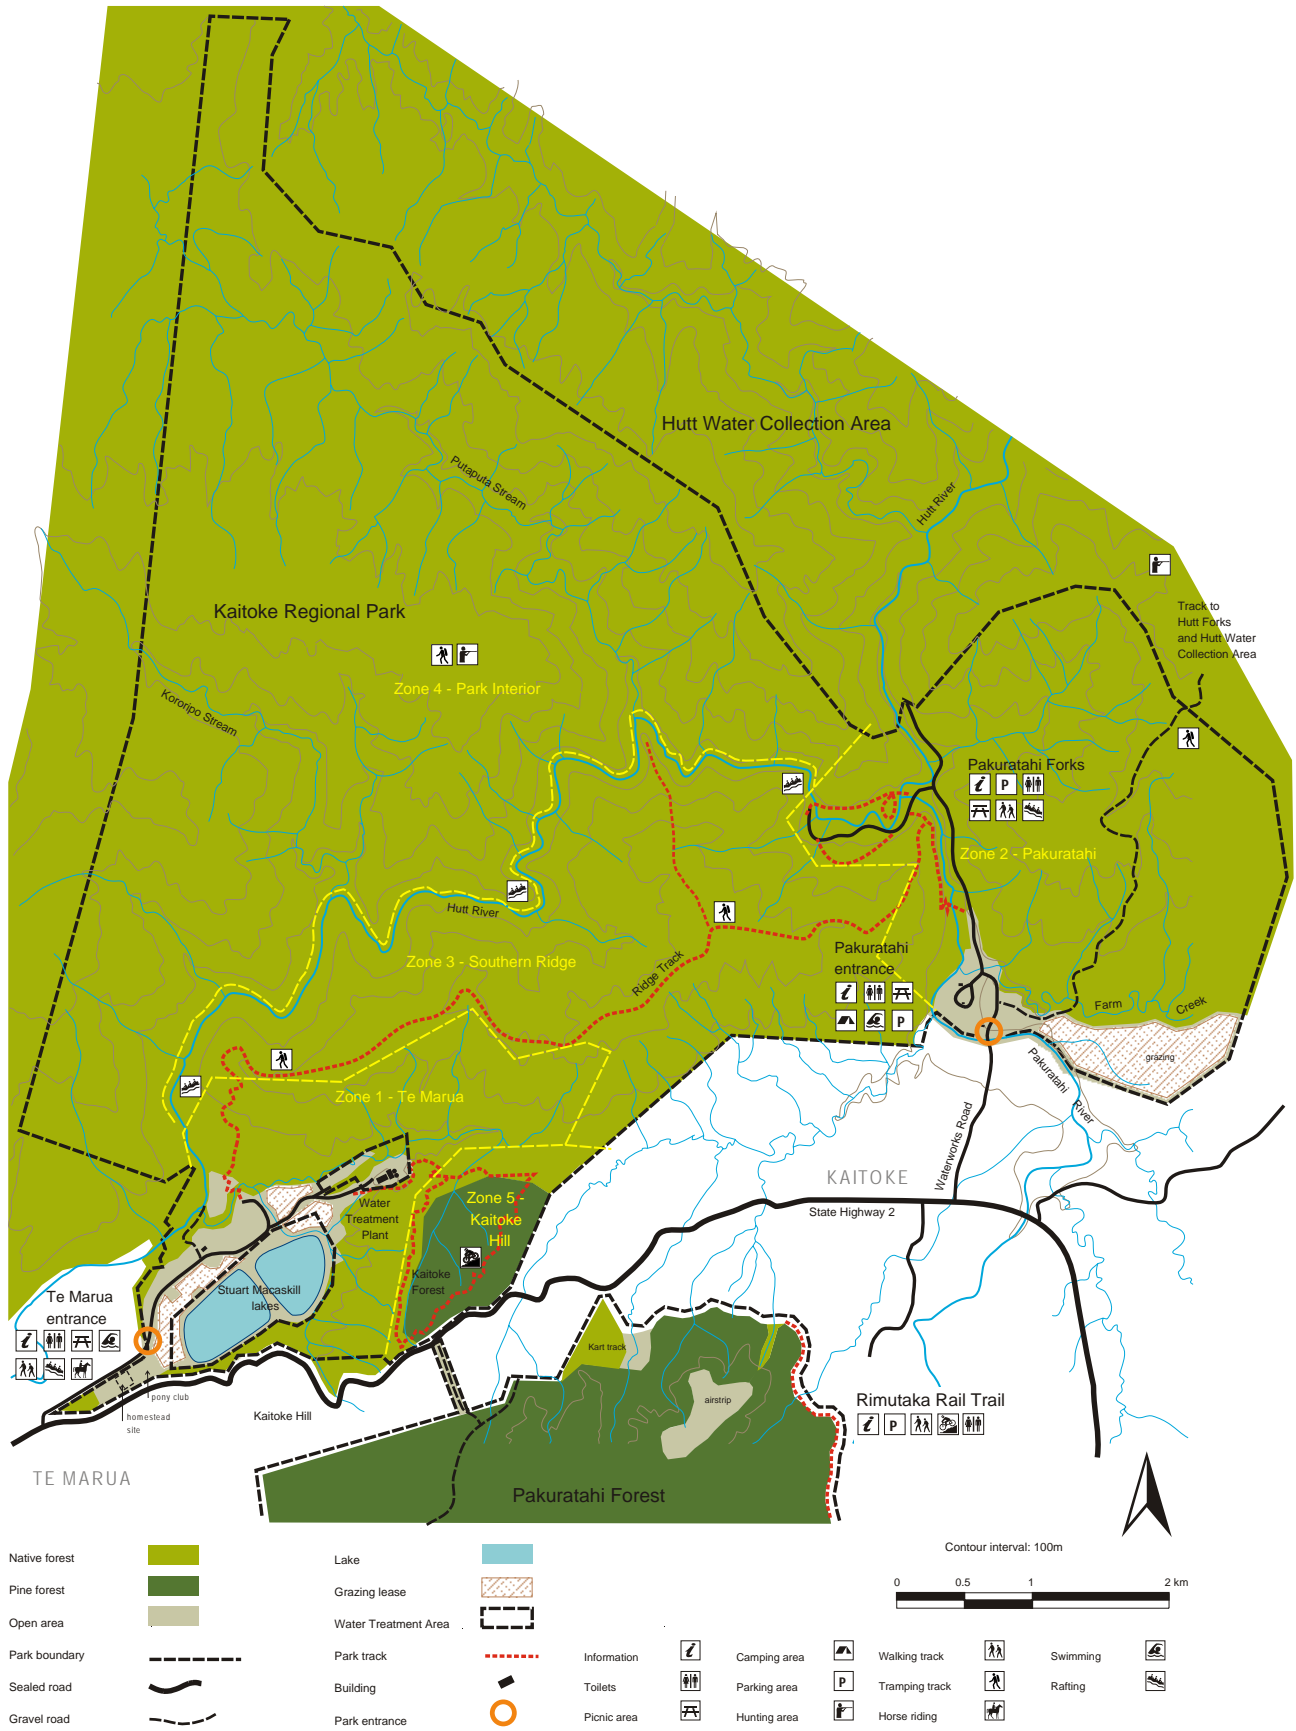 Hutt Water Collection Area
Putaputa Stream
Hutt River
Kaitoke Regional Park
Track to
Hutt Forks
and Hutt Water
Collection Area
Zone 4 - Park Interior
Kororipo Stream
Pakuratahi Forks
i P
Zone 2 - Pakuratahi
Hutt River
Pakuratahi
entrance
i
P
Zone 3 - Southern Ridge
Ridge Track
Farm Creek
grazing
Pakuratahi River
Zone 1 - Te Marua
Waterworks Road
KAITOKE
State Highway 2
Water
Treatment
Plant
Zone 5 -
Kaitoke
Hill
Kaitoke
Forest
Stuart Macaskill
lakes
Te Marua
entrance
i
Kart track
airstrip
pony club
homestead
site
Kaitoke Hill
Rimutaka Rail Trail
i P
TE MARUA
Pakuratahi Forest
Contour interval: 100m
0 0.5 1 2 km
Native forest
Pine forest
Open area
Park boundary
Sealed road
Gravel road
Lake
Grazing lease
Water Treatment Area
Park track
Building
Park entrance
Information i
Toilets
Picnic area
Camping area
Parking area P
Hunting area
Walking track
Tramping track
Horse riding
Swimming
Rafting